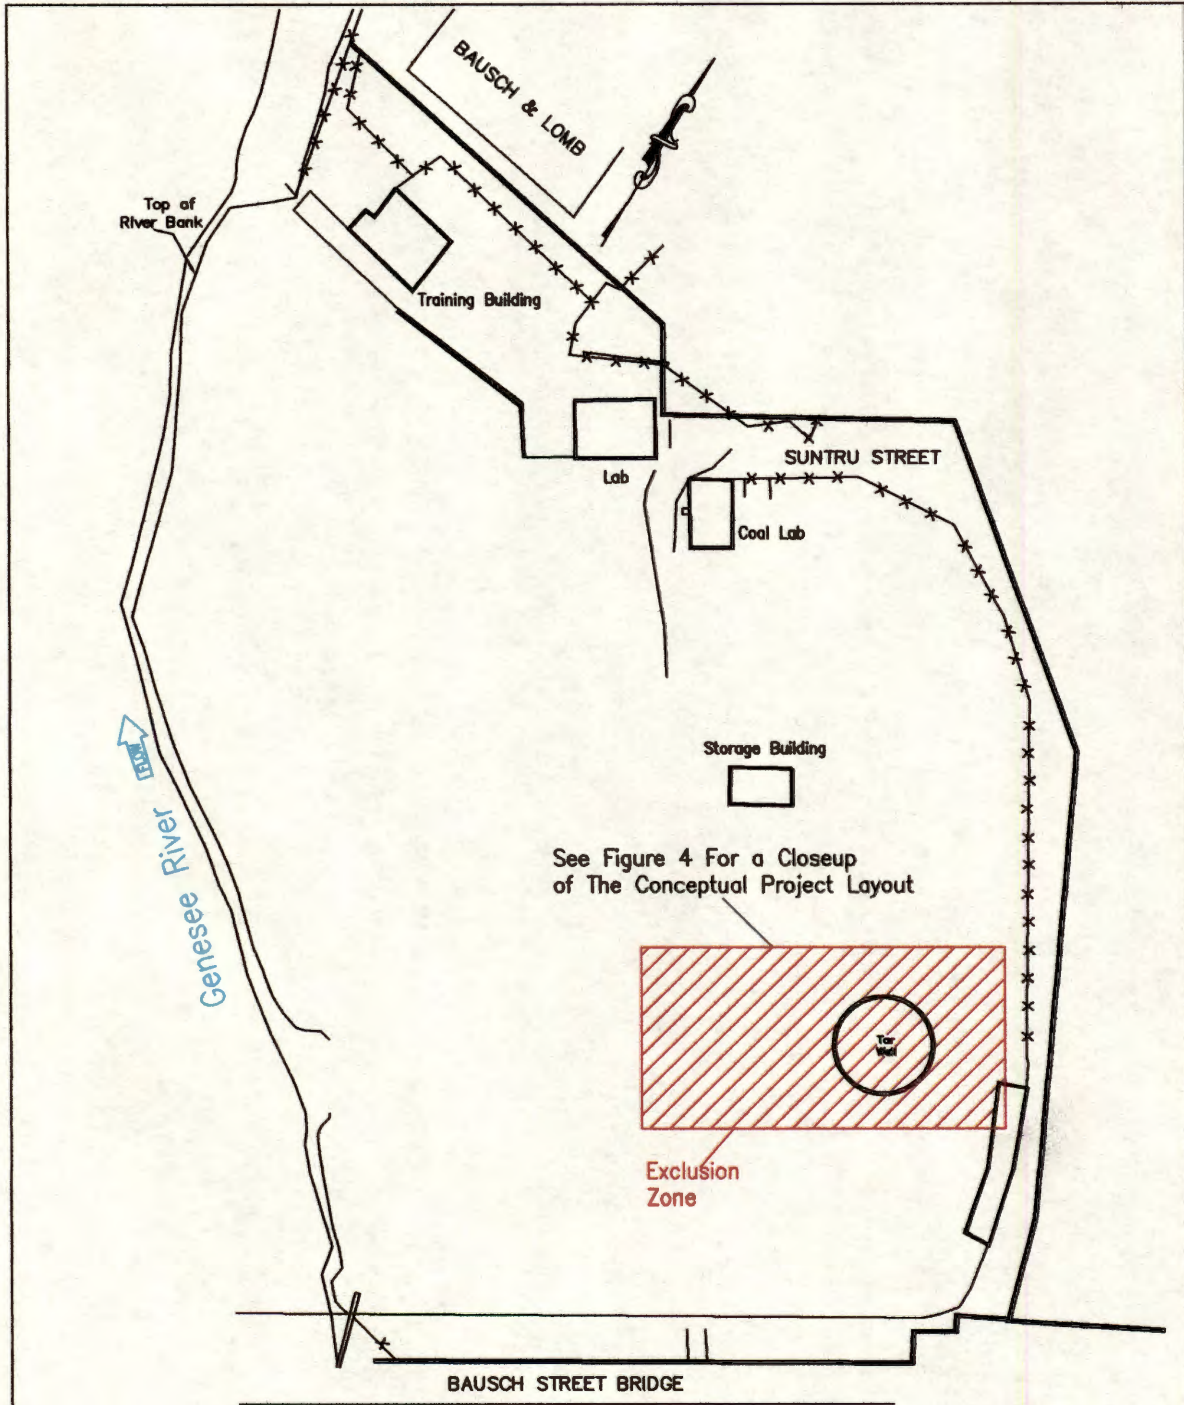 BAUSCH & LOMB
Top of
River Bank
Training Building
SUNTRU STREET
Lab
Coal Lab
FLOW
Genesee River
Storage Building
See Figure 4 For a Closeup
of The Conceptual Project Layout
Tar
Well
Exclusion
Zone
BAUSCH STREET BRIDGE